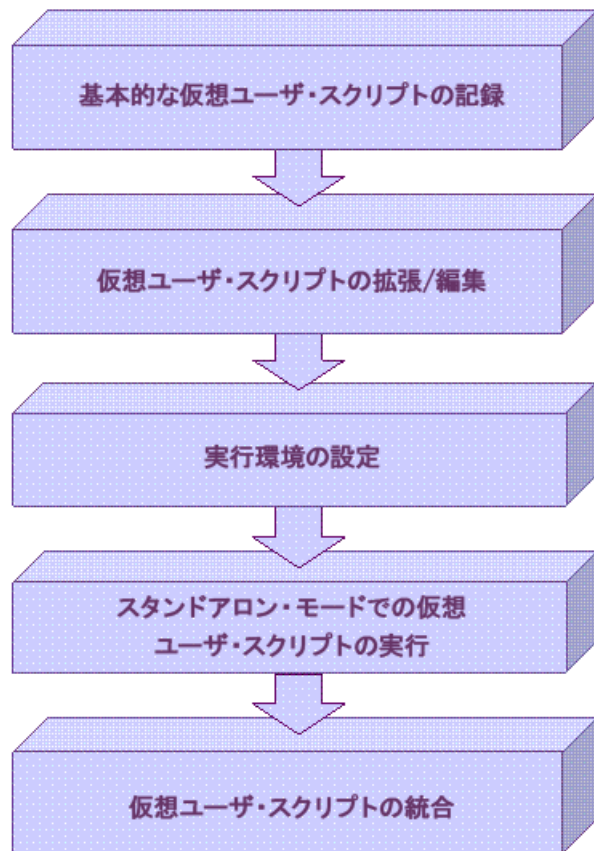 基本的な仮想ユーザ・スクリプトの記録
仮想ユーザ・スクリプトの拡張/編集
実行環境の設定
スタンドアロン・モードでの仮想
ユーザ・スクリプトの実行
仮想ユーザ・スクリプトの統合